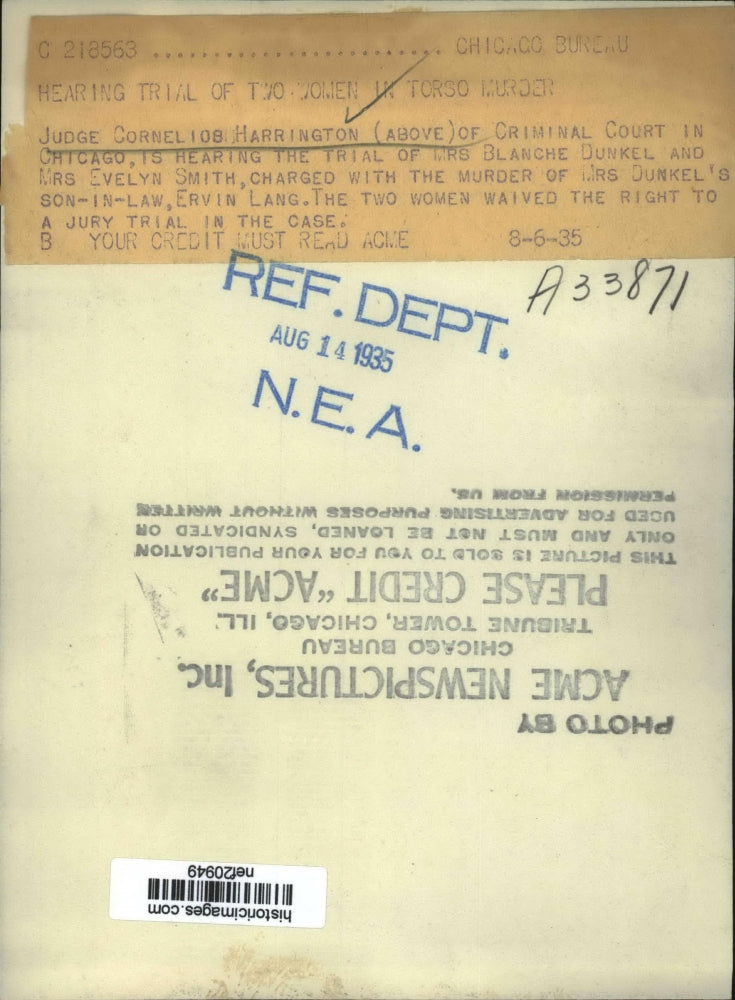 C 218563 ............................ CHICAGO BUREAU
HEARING TRIAL OF TWO WOMEN IN TORSO MURDER
JUDGE CORNELIOS HARRINGTON (ABOVE)OF CRIMINAL COURT IN
CHICAGO,IS HEARING THE TRIAL OF MRS BLANCHE DUNKEL AND
MRS EVELYN SMITH,CHARGED WITH THE MURDER OF MRS DUNKEL'S
SON-IN-LAW,ERVIN LANG.THE TWO WOMEN WAIVED THE RIGHT TO
A JURY TRIAL IN THE CASE.
B YOUR CREDIT MUST READ ACME 8-6-35
A33871
REF. DEPT.
AUG 14 1935
N.E.A.
PHOTO BY
ACME NEWSPICTURES, Inc.
CHICAGO BUREAU
TRIBUNE TOWER, CHICAGO, ILL.
PLEASE CREDIT "ACME"
THIS PICTURE IS SOLD TO YOU FOR YOUR PUBLICATION
ONLY AND MUST NOT BE LOANED, SYNDICATED OR
USED FOR ADVERTISING PURPOSES WITHOUT WRITTEN
PERMISSION FROM US.
historicimages.com
nef20949